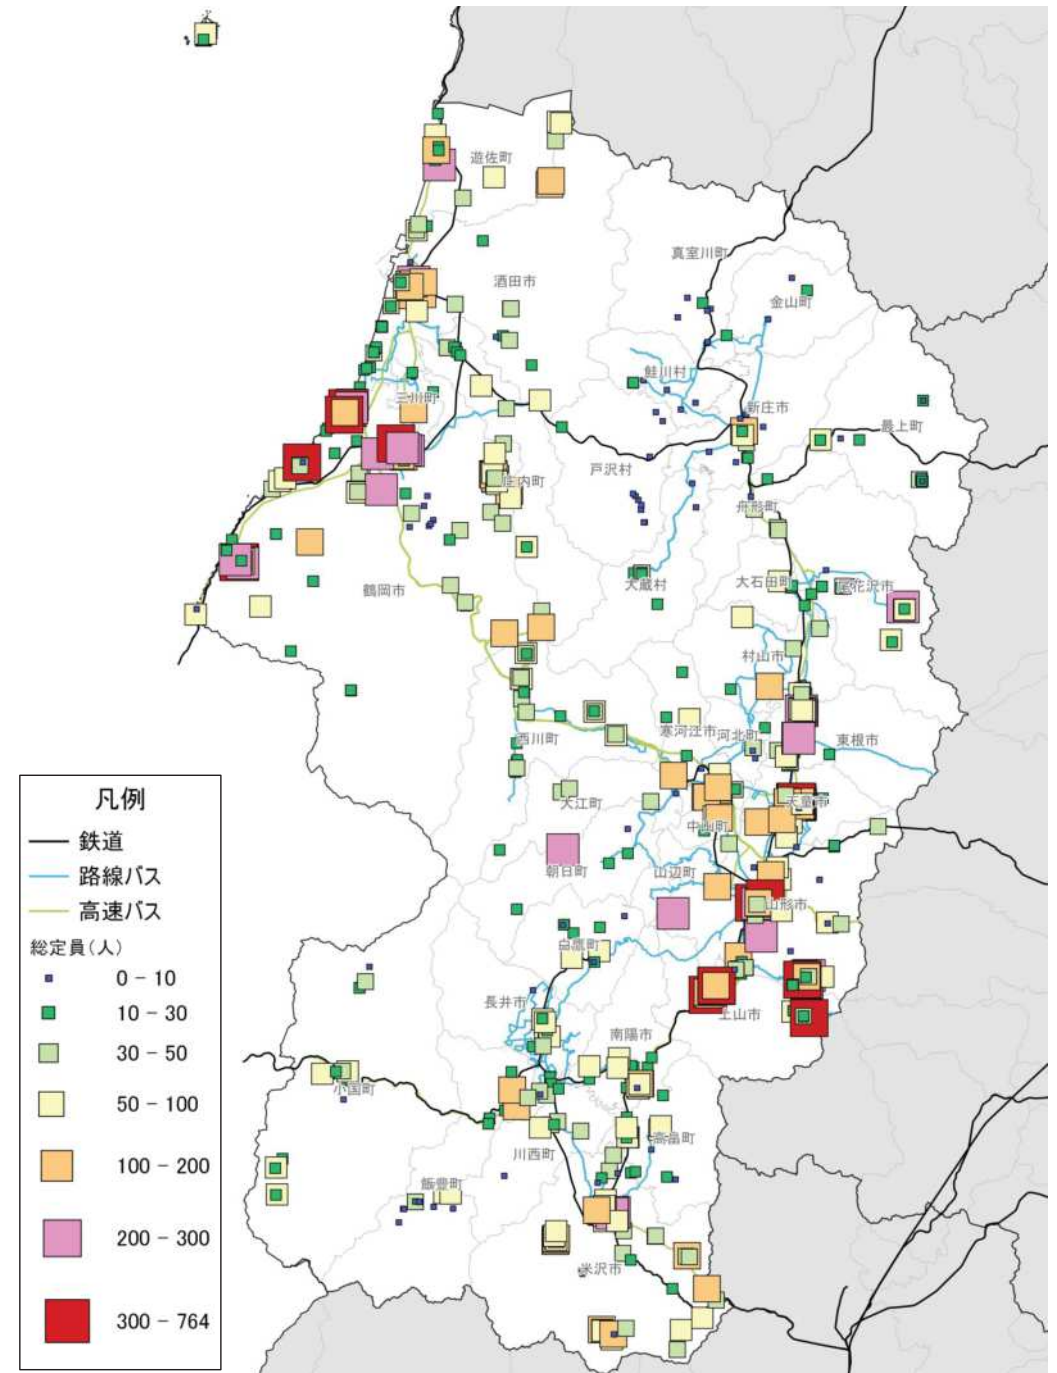 遊佐町
真室川町
酒田市
金山町
鮭川村
三川町
新庄市
最上町
戸沢村
庄内町
舟形町
大蔵村
大石田町
尾花沢市
鶴岡市
村山市
寒河江市
河北町
東根市
西川町
大江町
天童市
中山町
朝日町
山辺町
山形市
白鷹町
長井市
上山市
南陽市
小国町
高畠町
川西町
飯豊町
米沢市
凡例
鉄道
路線バス
高速バス
総定員(人)
0 - 10
10 - 30
30 - 50
50 - 100
100 - 200
200 - 300
300 - 764